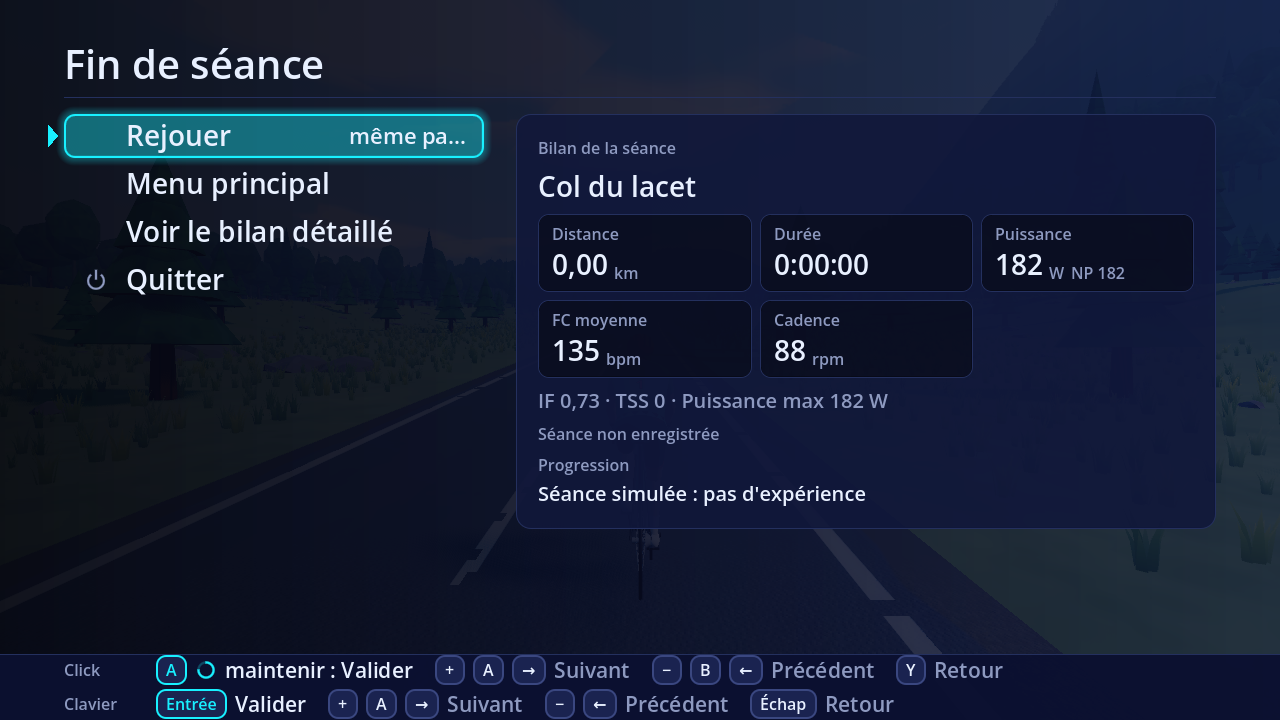 Fin de séance
Rejouer même pa...
Menu principal
Voir le bilan détaillé
Quitter
Bilan de la séance
Col du lacet
Distance
0,00 km
Durée
0:00:00
Puissance
182 W NP 182
FC moyenne
135 bpm
Cadence
88 rpm
IF 0,73 · TSS 0 · Puissance max 182 W
Séance non enregistrée
Progression
Séance simulée : pas d'expérience
Click A maintenir : Valider + A → Suivant − B ← Précédent Y Retour
Clavier Entrée Valider + A → Suivant − ← Précédent Échap Retour